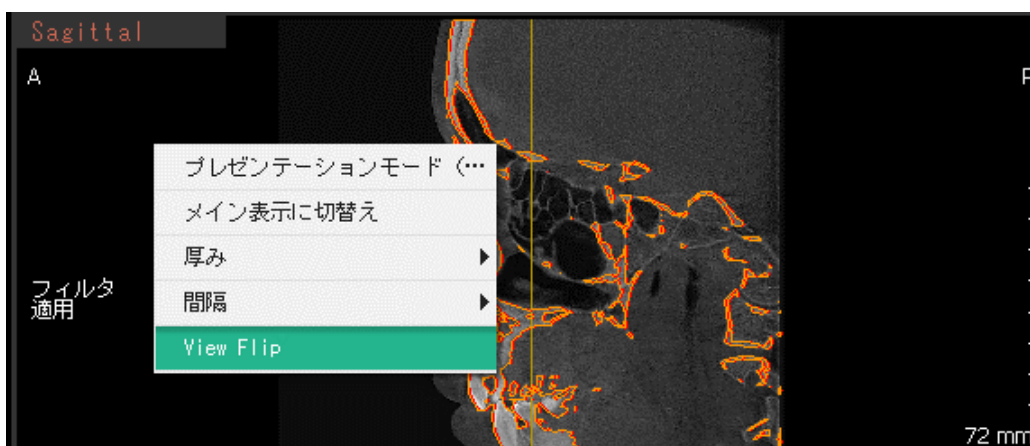 Sagittal
A
プレゼンテーションモード (…
メイン表示に切替え
厚み
間隔
View Flip
フィルタ
適用
72 mm